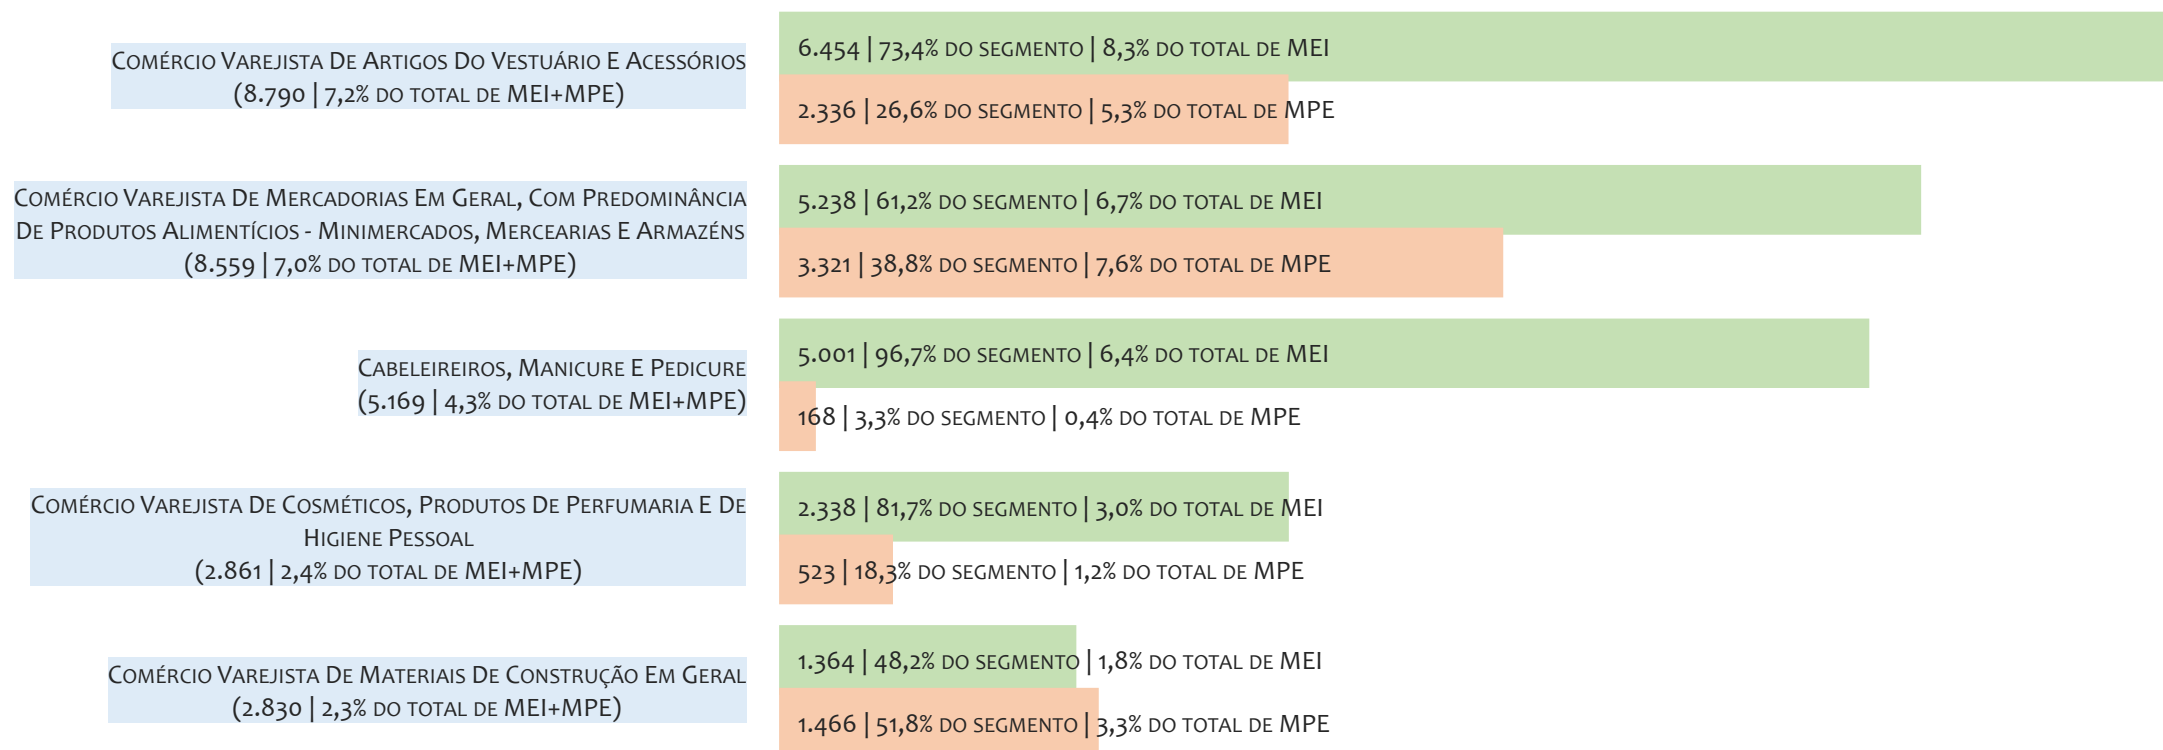 Comércio Varejista De Artigos Do Vestuário E Acessórios
(8.790 | 7,2% do total de MEI+MPE)
6.454 | 73,4% do segmento | 8,3% do total de MEI
2.336 | 26,6% do segmento | 5,3% do total de MPE
Comércio Varejista De Mercadorias Em Geral, Com Predominância
De Produtos Alimentícios - Minimercados, Mercearias E Armazéns
(8.559 | 7,0% do total de MEI+MPE)
5.238 | 61,2% do segmento | 6,7% do total de MEI
3.321 | 38,8% do segmento | 7,6% do total de MPE
Cabeleireiros, Manicure E Pedicure
(5.169 | 4,3% do total de MEI+MPE)
5.001 | 96,7% do segmento | 6,4% do total de MEI
168 | 3,3% do segmento | 0,4% do total de MPE
Comércio Varejista De Cosméticos, Produtos De Perfumaria E De
Higiene Pessoal
(2.861 | 2,4% do total de MEI+MPE)
2.338 | 81,7% do segmento | 3,0% do total de MEI
523 | 18,3% do segmento | 1,2% do total de MPE
Comércio Varejista De Materiais De Construção Em Geral
(2.830 | 2,3% do total de MEI+MPE)
1.364 | 48,2% do segmento | 1,8% do total de MEI
1.466 | 51,8% do segmento | 3,3% do total de MPE